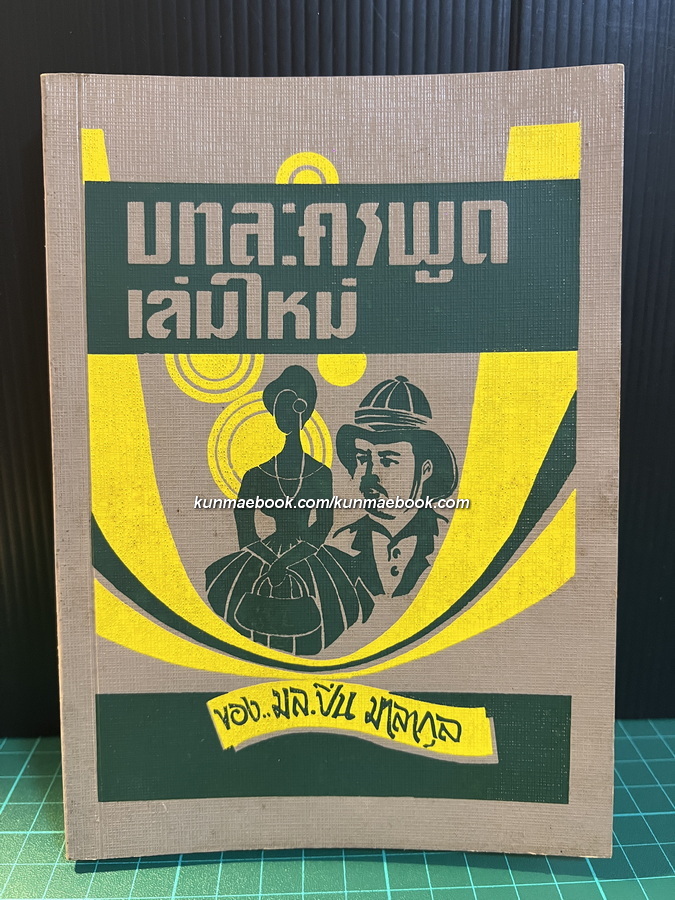 บทละครพูด
เล่มใหม่
kunmaebook.com/kunmaebook.com
ของ..ม.ล.ปิ่น มาลากุล